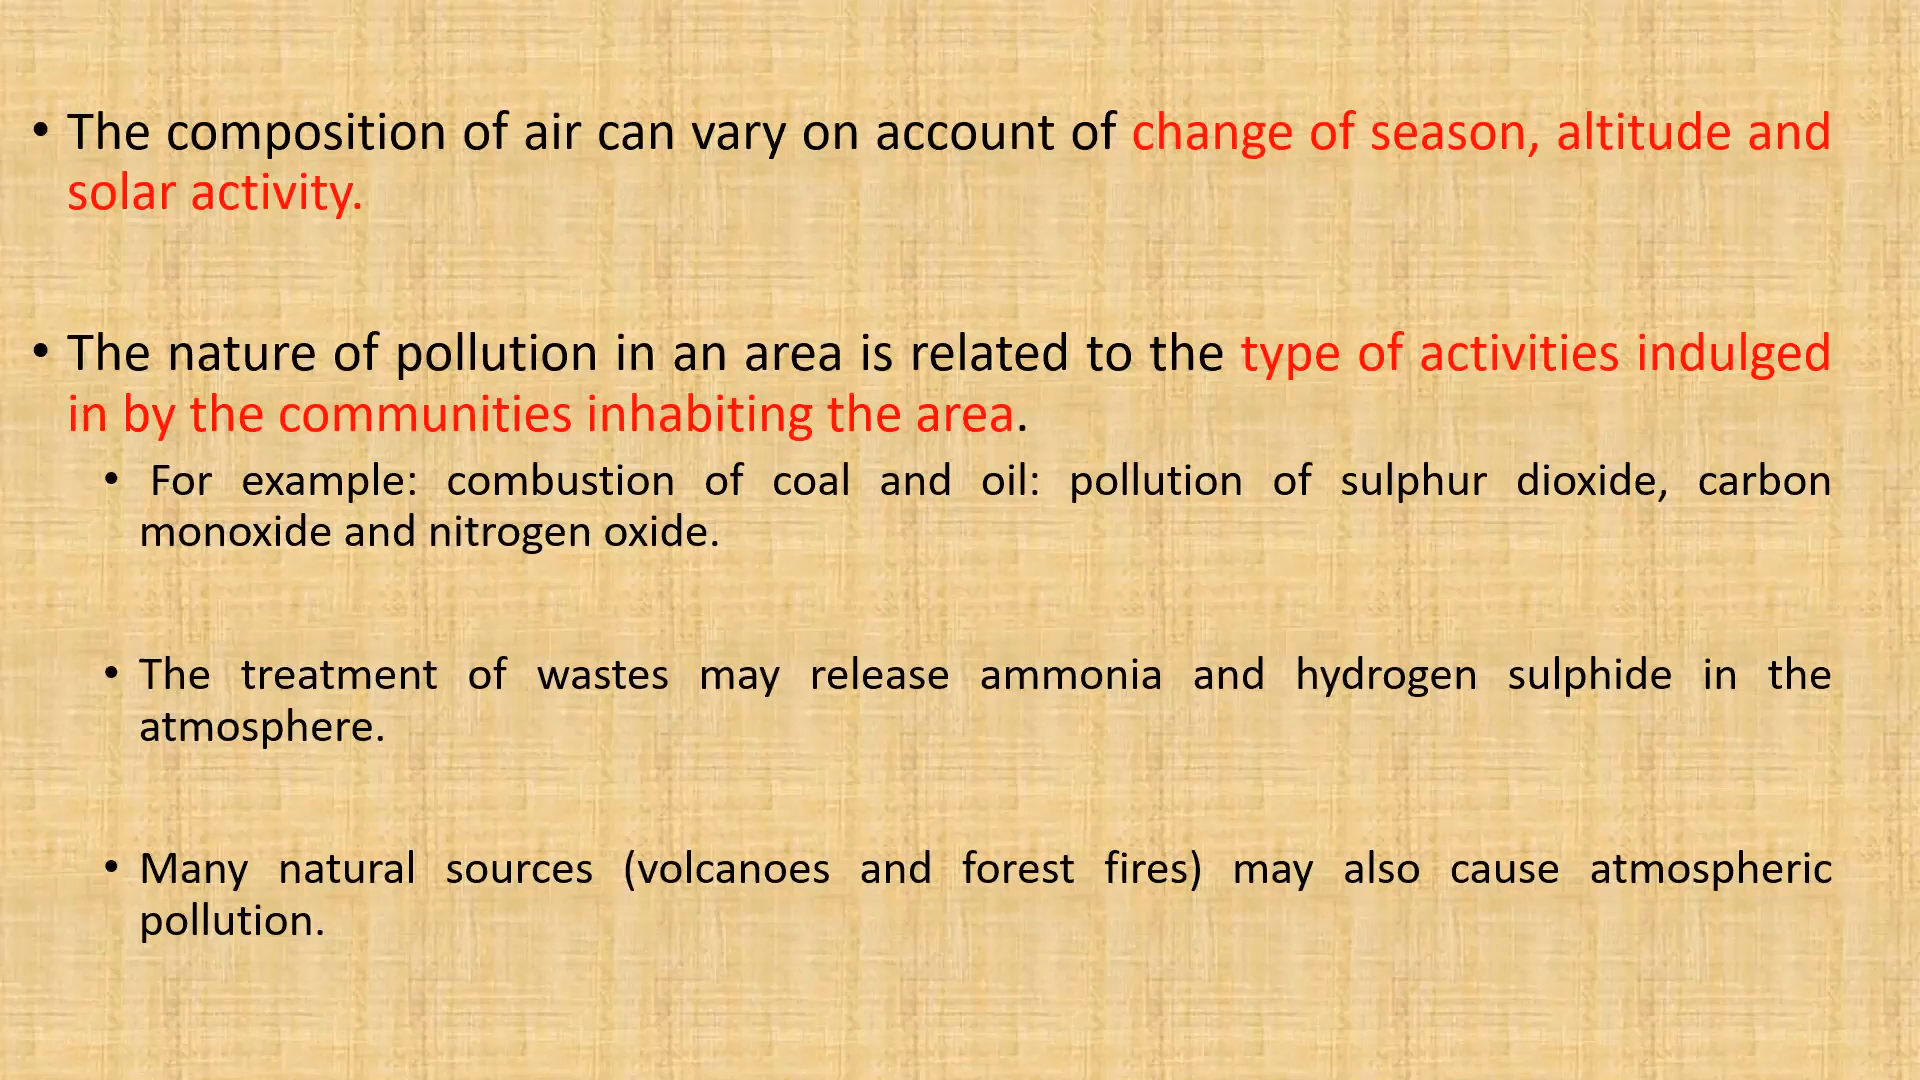 • The composition of air can vary on account of change of season, altitude and
solar activity.
• The nature of pollution in an area is related to the type of activities indulged
in by the communities inhabiting the area.
• For example: combustion of coal and oil: pollution of sulphur dioxide, carbon
monoxide and nitrogen oxide.
• The treatment of wastes may release ammonia and hydrogen sulphide in the
atmosphere.
• Many natural sources (volcanoes and forest fires) may also cause atmospheric
pollution.